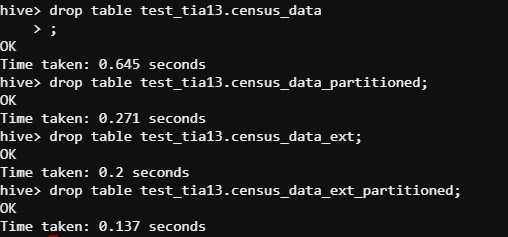 hive> drop table test_tia13.census_data
    > ;
OK
Time taken: 0.645 seconds
hive> drop table test_tia13.census_data_partitioned;
OK
Time taken: 0.271 seconds
hive> drop table test_tia13.census_data_ext;
OK
Time taken: 0.2 seconds
hive> drop table test_tia13.census_data_ext_partitioned;
OK
Time taken: 0.137 seconds